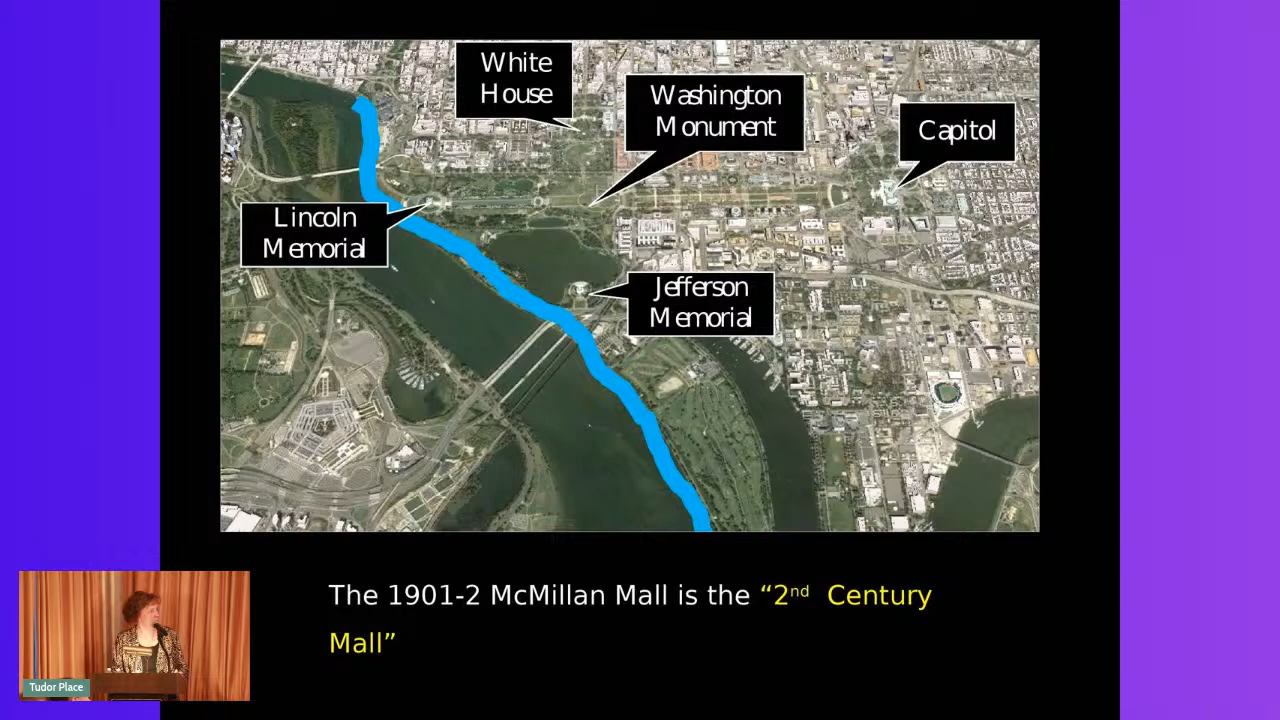 White
House
Washington
Monument
Capitol
Lincoln
Memorial
Jefferson
Memorial
The 1901-2 McMillan Mall is the “2nd Century
Mall”
Tudor Place